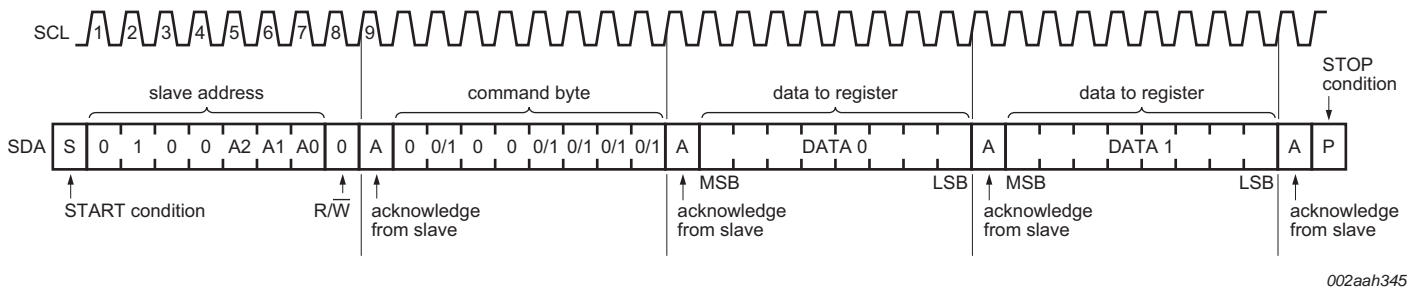 SCL 1 2 3 4 5 6 7 8 9
STOP
condition
slave address command byte data to register data to register
SDA S 0 1 0 0 A2 A1 A0 0 A 0 0/1 0 0 0/1 0/1 0/1 0/1 A DATA 0 A DATA 1 A P
MSB LSB MSB LSB
START condition R/W̅ acknowledge acknowledge acknowledge acknowledge
from slave from slave from slave from slave
002aah345